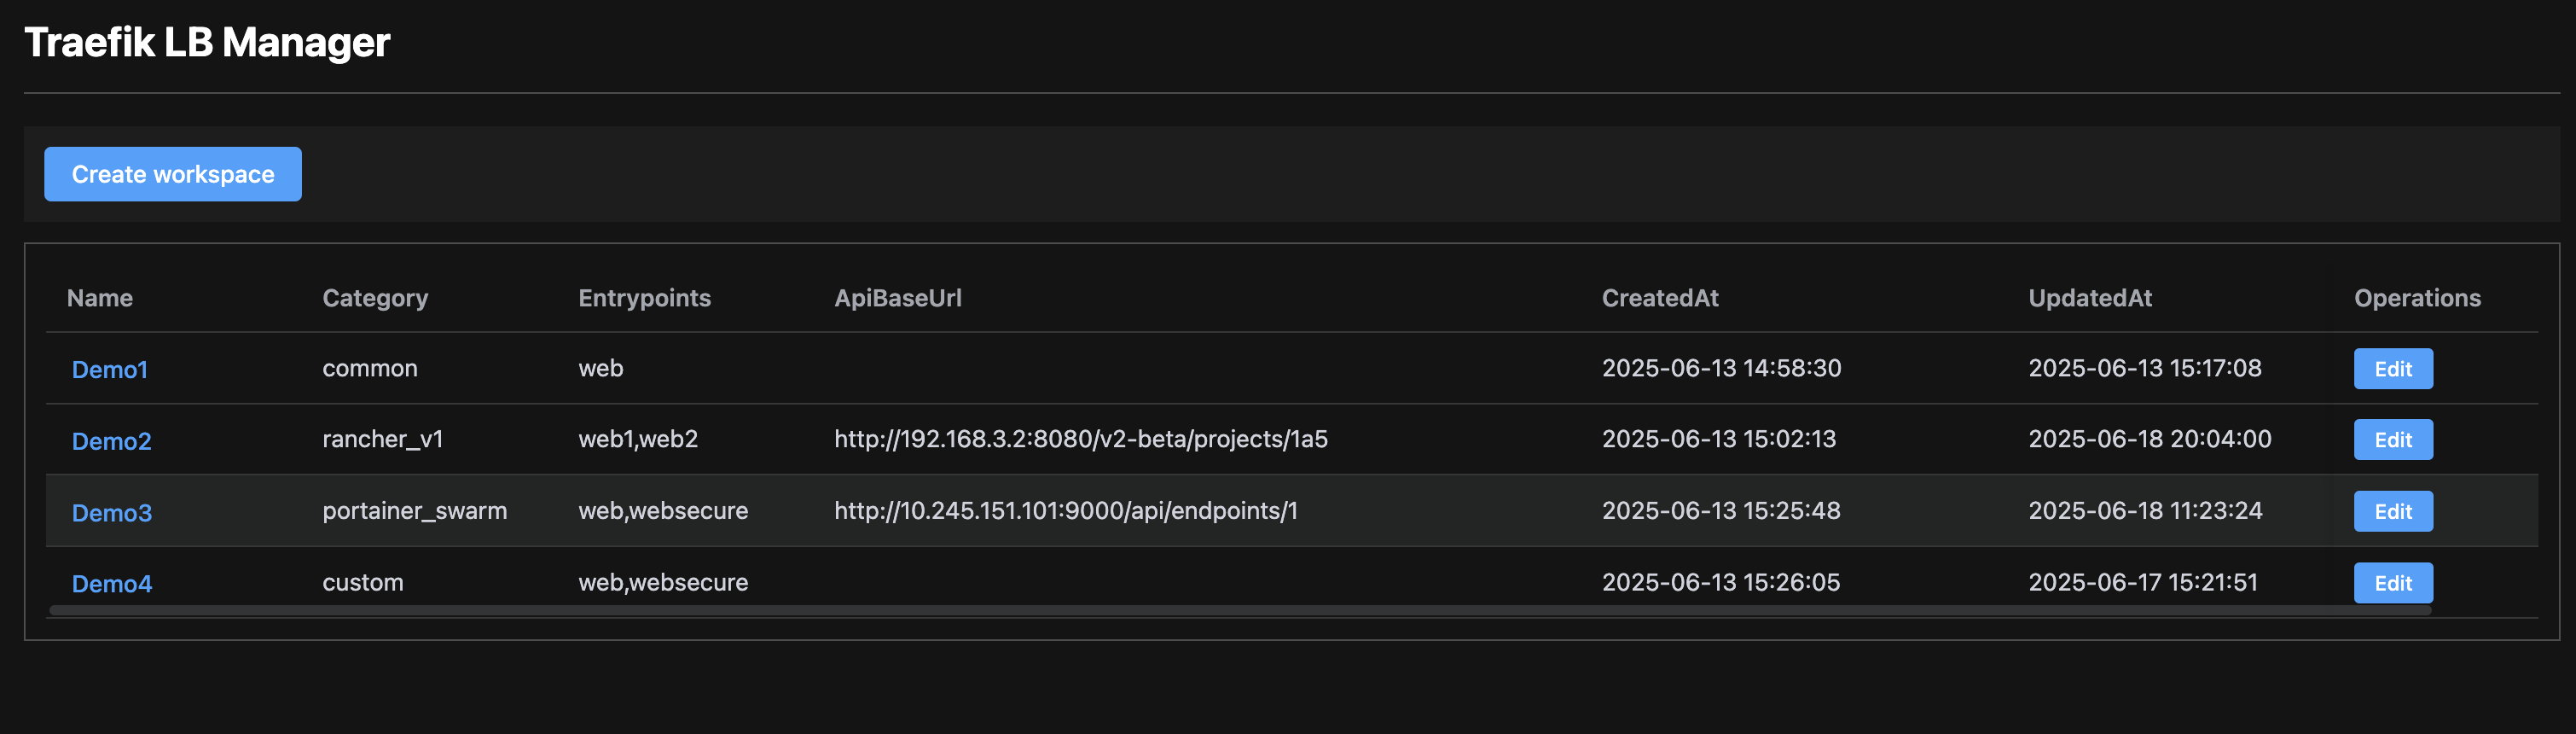 Traefik LB Manager
Create workspace
Name Category Entrypoints ApiBaseUrl CreatedAt UpdatedAt Operations
Demo1 common web 2025-06-13 14:58:30 2025-06-13 15:17:08 Edit
Demo2 rancher_v1 web1,web2 http://192.168.3.2:8080/v2-beta/projects/1a5 2025-06-13 15:02:13 2025-06-18 20:04:00 Edit
Demo3 portainer_swarm web,websecure http://10.245.151.101:9000/api/endpoints/1 2025-06-13 15:25:48 2025-06-18 11:23:24 Edit
Demo4 custom web,websecure 2025-06-13 15:26:05 2025-06-17 15:21:51 Edit